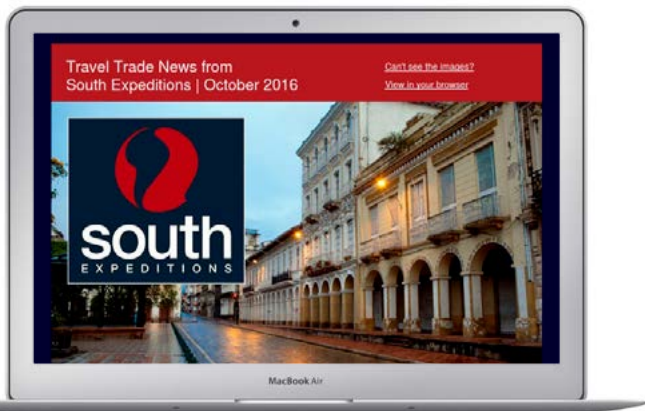 Travel Trade News from
South Expeditions | October 2016
Can't see the images?
View in your browser
south
EXPEDITIONS
MacBook Air